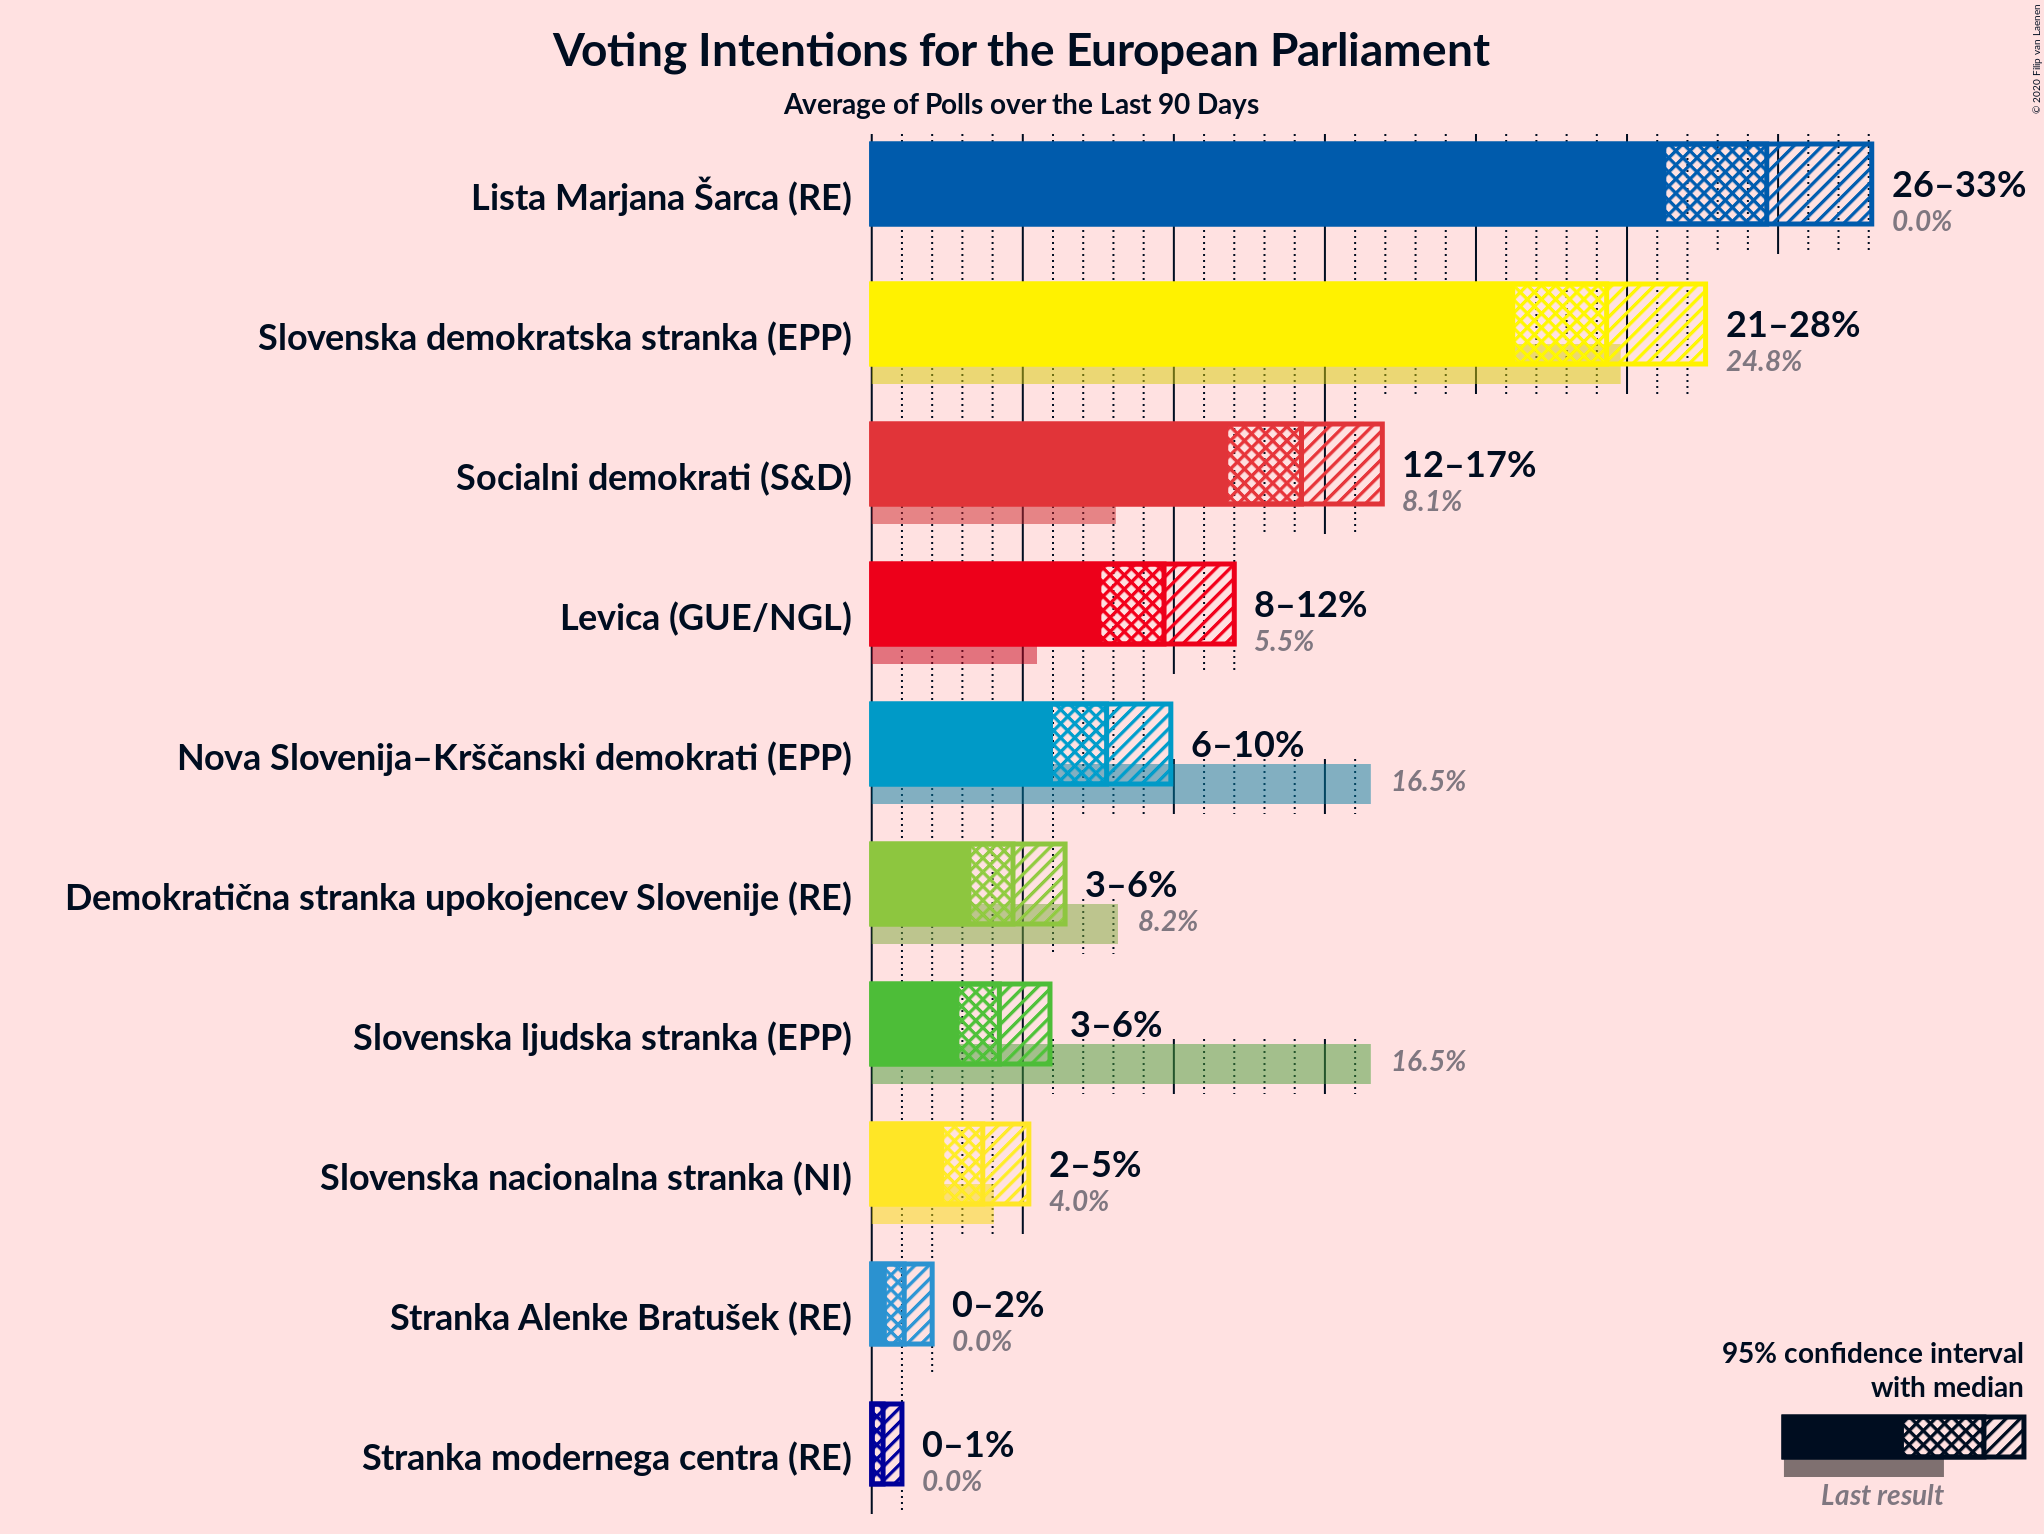 © 2020 Filip van Laenen
Voting Intentions for the European Parliament
Average of Polls over the Last 90 Days
Lista Marjana Šarca (RE)
26–33%
0.0%
Slovenska demokratska stranka (EPP)
21–28%
24.8%
Socialni demokrati (S&D)
12–17%
8.1%
Levica (GUE/NGL)
8–12%
5.5%
Nova Slovenija–Krščanski demokrati (EPP)
6–10%
16.5%
Demokratična stranka upokojencev Slovenije (RE)
3–6%
8.2%
Slovenska ljudska stranka (EPP)
3–6%
16.5%
Slovenska nacionalna stranka (NI)
2–5%
4.0%
Stranka Alenke Bratušek (RE)
0–2%
0.0%
Stranka modernega centra (RE)
0–1%
0.0%
95% confidence interval
with median
Last result